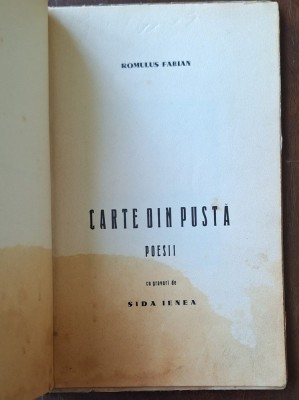 ROMULUS FABIAN
CARTE DIN PUSTĂ
POESII
cu gravuri de
SIDA IENEA